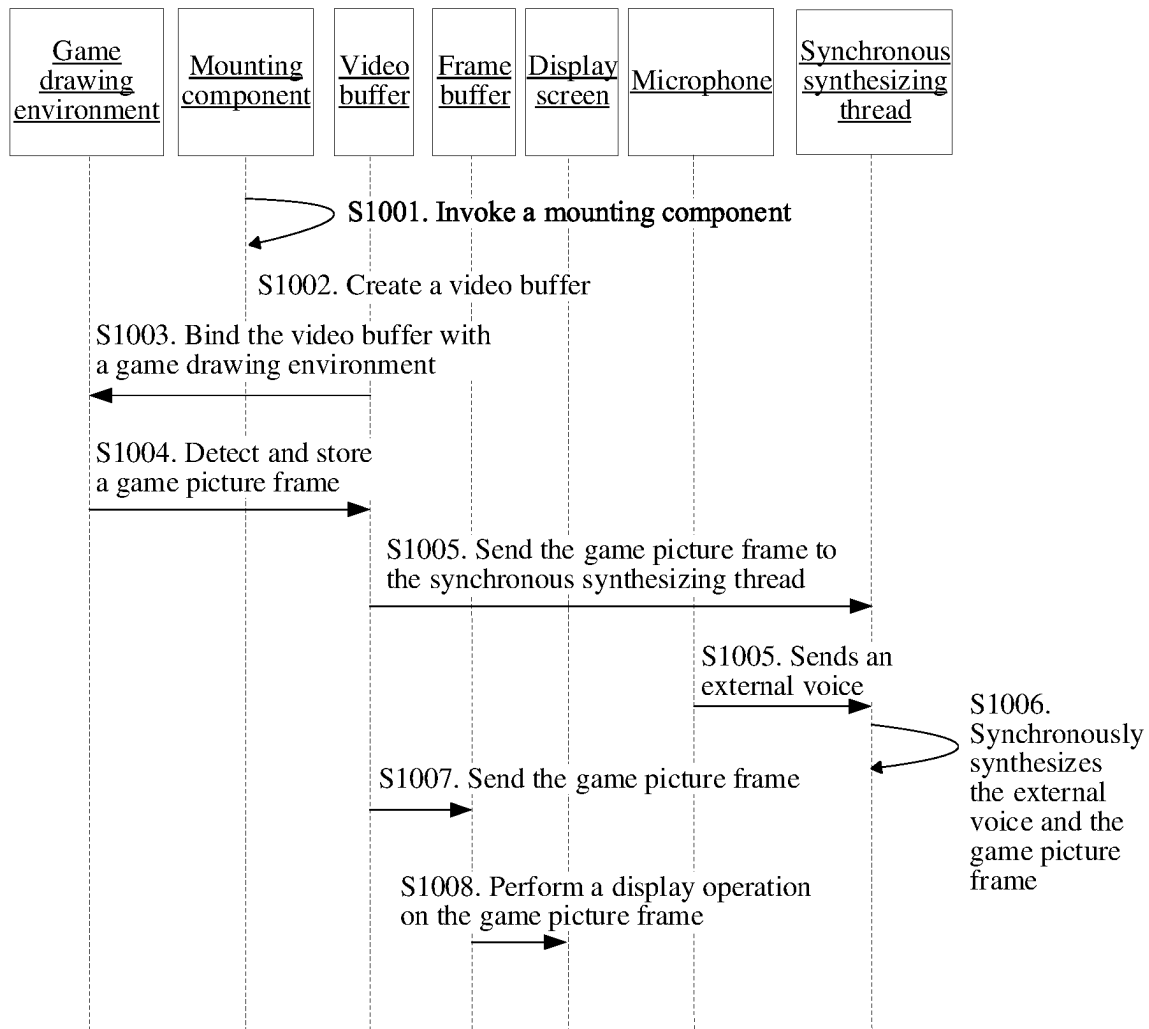 Game
drawing
environment
Mounting
component
Video
buffer
Frame
buffer
Display
screen
Microphone
Synchronous
synthesizing
thread
S1001. Invoke a mounting component
S1002. Create a video buffer
S1003. Bind the video buffer with
a game drawing environment
S1004. Detect and store
a game picture frame
S1005. Send the game picture frame to
the synchronous synthesizing thread
S1005. Sends an
external voice
S1006.
Synchronously
synthesizes
the external
voice and the
game picture
frame
S1007. Send the game picture frame
S1008. Perform a display operation
on the game picture frame